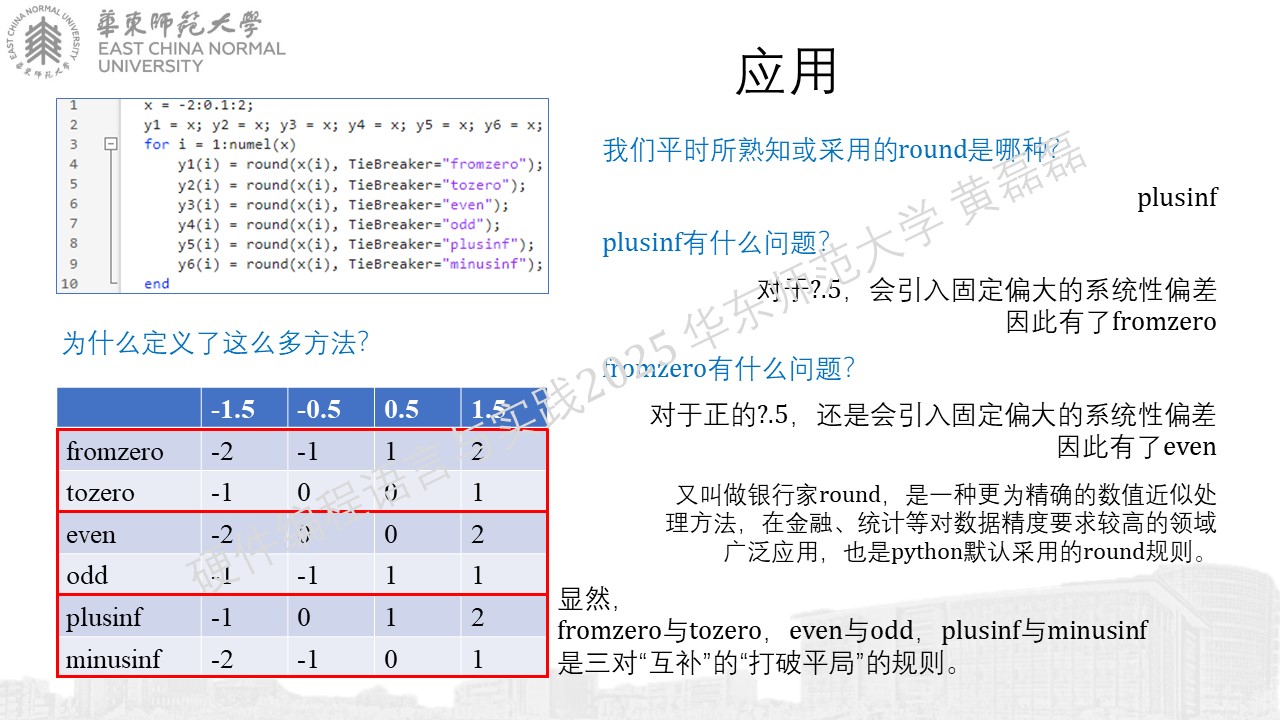 華東師範大學
EAST CHINA NORMAL
UNIVERSITY
EAST CHINA NORMAL UNIVERSITY
華東師範大學
应用
1 x = -2:0.1:2;
2 y1 = x; y2 = x; y3 = x; y4 = x; y5 = x; y6 = x;
3 for i = 1:numel(x)
4 y1(i) = round(x(i), TieBreaker="fromzero");
5 y2(i) = round(x(i), TieBreaker="tozero");
6 y3(i) = round(x(i), TieBreaker="even");
7 y4(i) = round(x(i), TieBreaker="odd");
8 y5(i) = round(x(i), TieBreaker="plusinf");
9 y6(i) = round(x(i), TieBreaker="minusinf");
10 end
为什么定义了这么多方法？
-1.5 -0.5 0.5 1.5
fromzero -2 -1 1 2
tozero -1 0 0 1
even -2 0 0 2
odd -1 -1 1 1
plusinf -1 0 1 2
minusinf -2 -1 0 1
我们平时所熟知或采用的round是哪种？
plusinf
plusinf有什么问题？
对于?.5，会引入固定偏大的系统性偏差
因此有了fromzero
fromzero有什么问题？
对于正的?.5，还是会引入固定偏大的系统性偏差
因此有了even
又叫做银行家round，是一种更为精确的数值近似处
理方法，在金融、统计等对数据精度要求较高的领域
广泛应用，也是python默认采用的round规则。
显然，
fromzero与tozero，even与odd，plusinf与minusinf
是三对“互补”的“打破平局”的规则。
硬件编程语言与实践2025 华东师范大学 黄磊磊